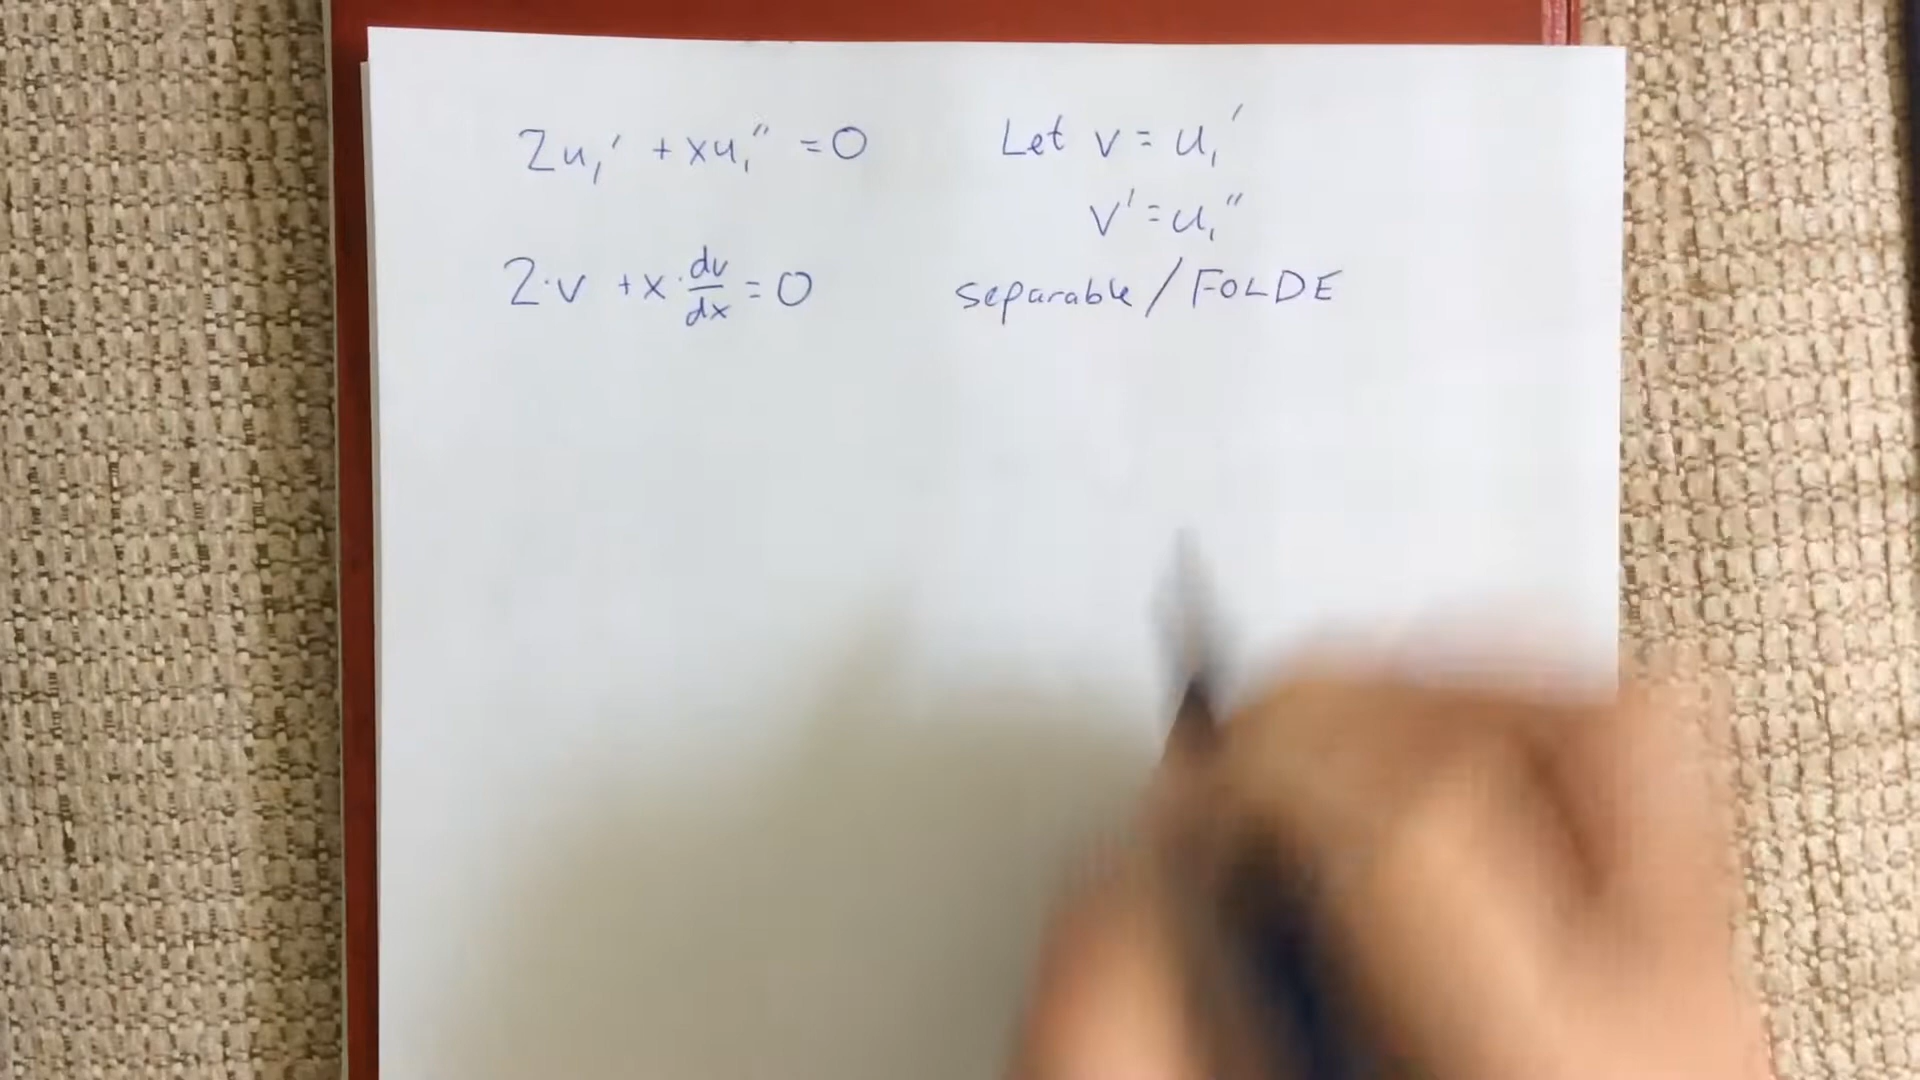 2u₁' + xu₁'' = 0
Let v = u₁'
v' = u₁''
2·v + x·dv/dx = 0
separable / FOLDE